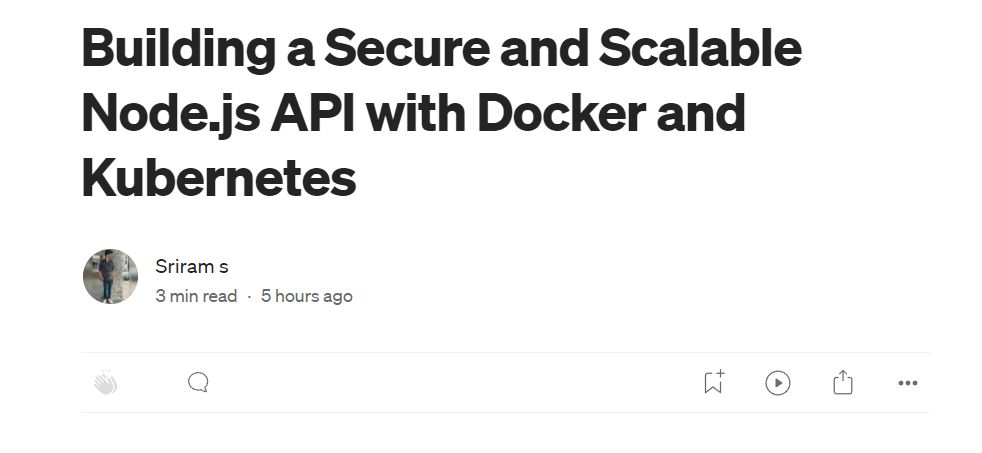 Building a Secure and Scalable
Node.js API with Docker and
Kubernetes
Sriram s
3 min read · 5 hours ago